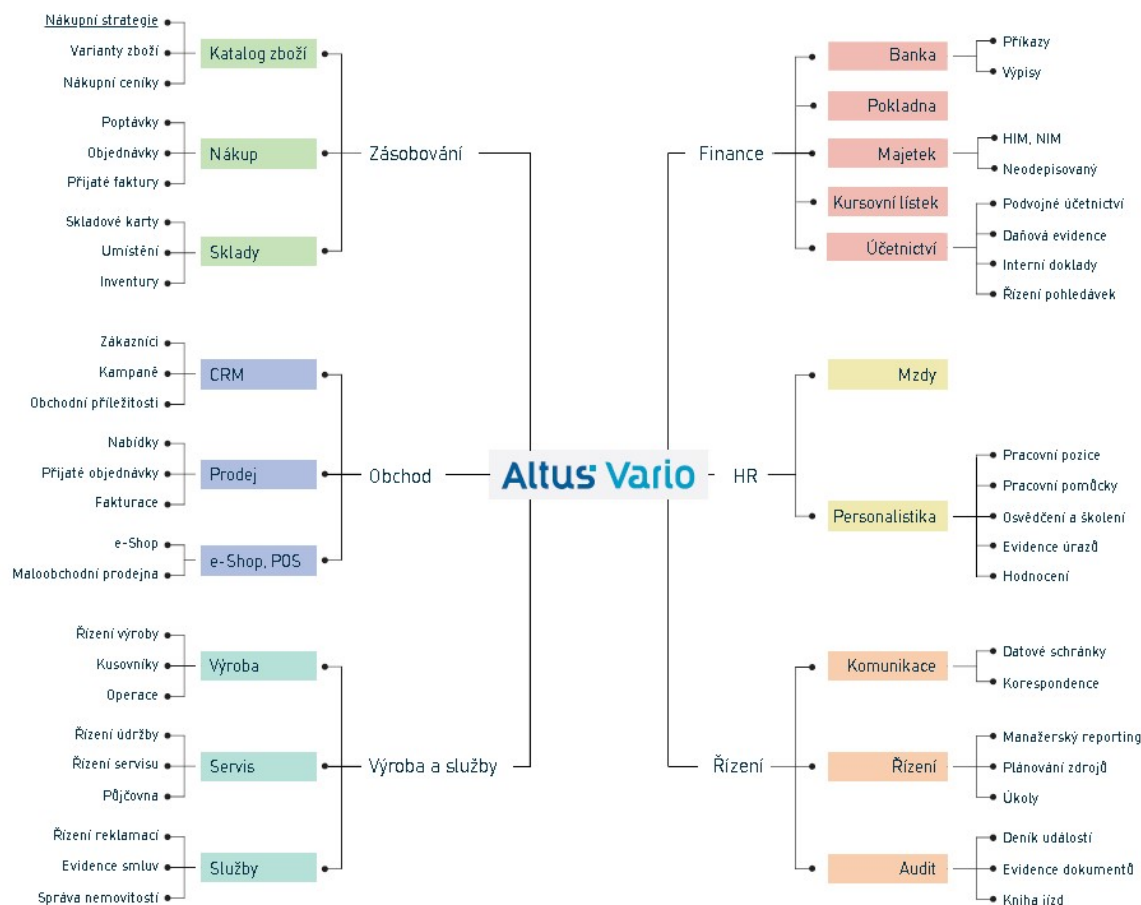 Nákupní strategie
Varianty zboží
Nákupní ceníky
Katalog zboží
Poptávky
Objednávky
Přijaté faktury
Nákup
Skladové karty
Umístění
Inventury
Sklady
Zásobování
Zákazníci
Kampaně
Obchodní příležitosti
CRM
Nabídky
Přijaté objednávky
Fakturace
Prodej
e-Shop
Maloobchodní prodejna
e-Shop, POS
Obchod
Řízení výroby
Kusovníky
Operace
Výroba
Řízení údržby
Řízení servisu
Půjčovna
Servis
Řízení reklamací
Evidence smluv
Správa nemovitostí
Služby
Výroba a služby
Altus Vario
Finance
Banka
Příkazy
Výpisy
Pokladna
Majetek
HIM, NIM
Neodepisovaný
Kursovní lístek
Účetnictví
Podvojné účetnictví
Daňová evidence
Interní doklady
Řízení pohledávek
HR
Mzdy
Personalistika
Pracovní pozice
Pracovní pomůcky
Osvědčení a školení
Evidence úrazů
Hodnocení
Řízení
Komunikace
Datové schránky
Korespondence
Řízení
Manažerský reporting
Plánování zdrojů
Úkoly
Audit
Deník událostí
Evidence dokumentů
Kniha jízd